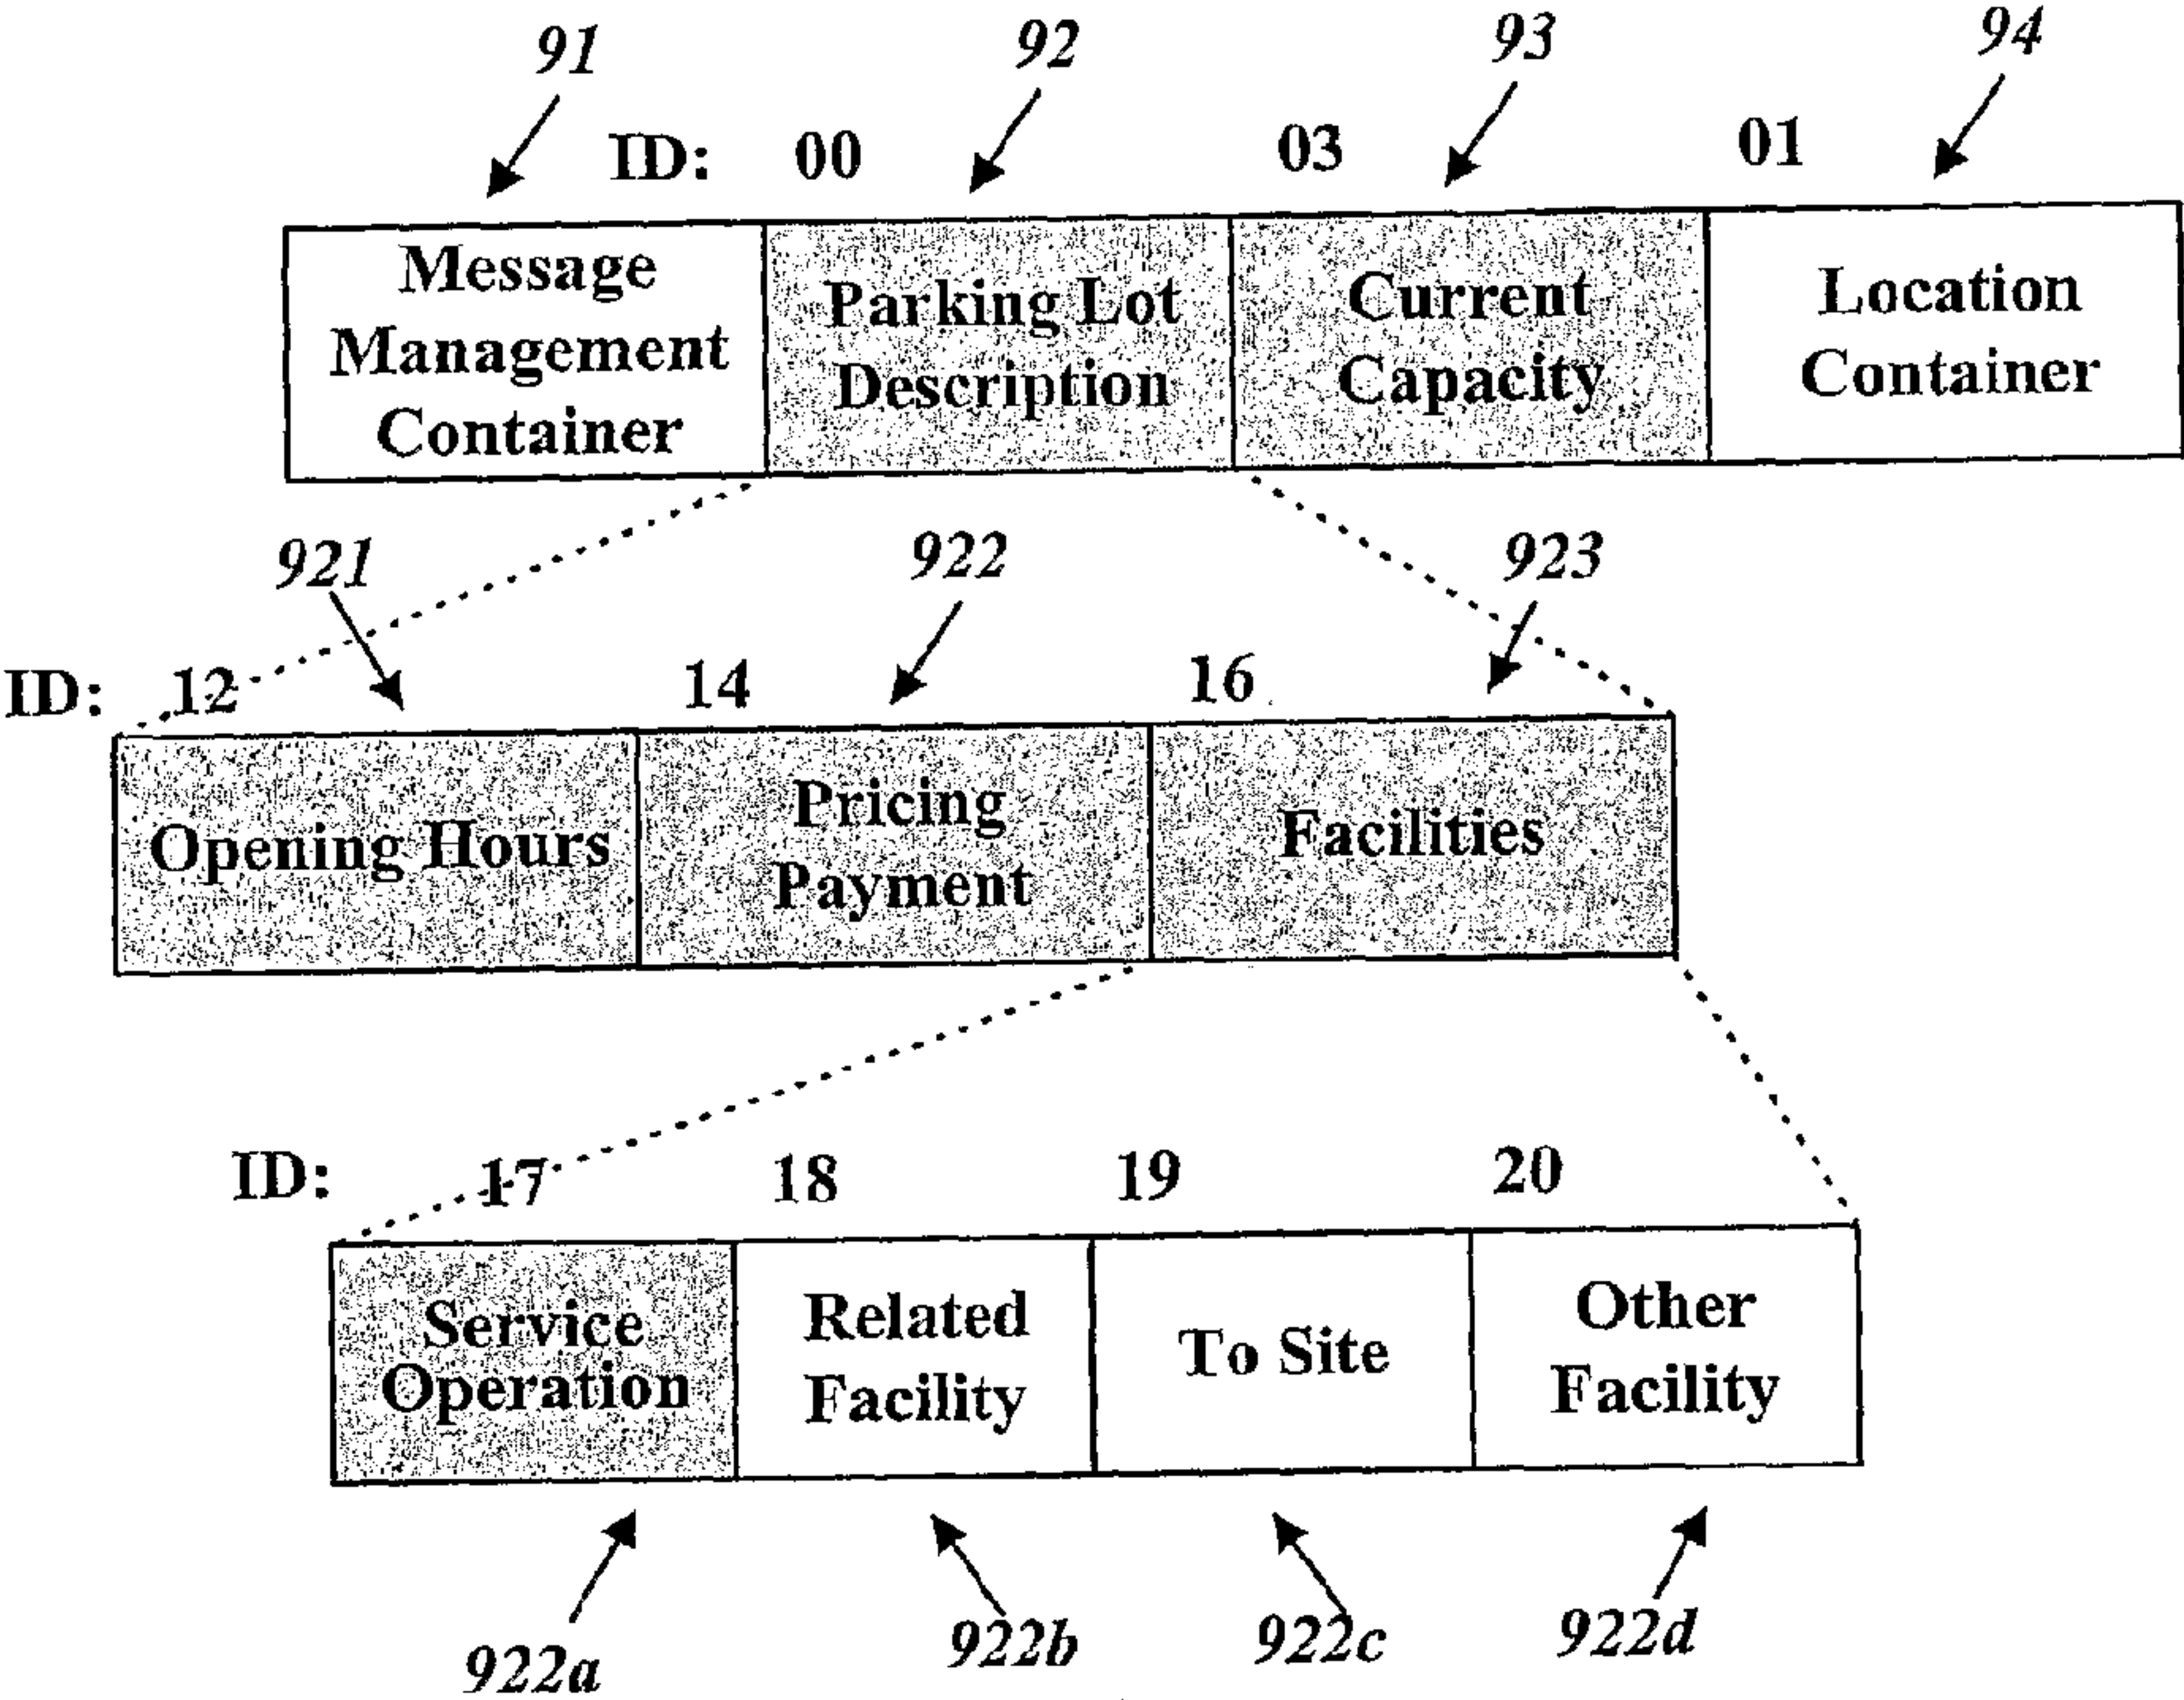 91 92 93 94
ID: 00 03 01
Message
Management
Container
Parking Lot
Description
Current
Capacity
Location
Container
921 922 923
ID: 12 14 16
Opening Hours
Pricing
Payment
Facilities
ID: 17 18 19 20
Service
Operation
Related
Facility
To Site
Other
Facility
922a 922b 922c 922d